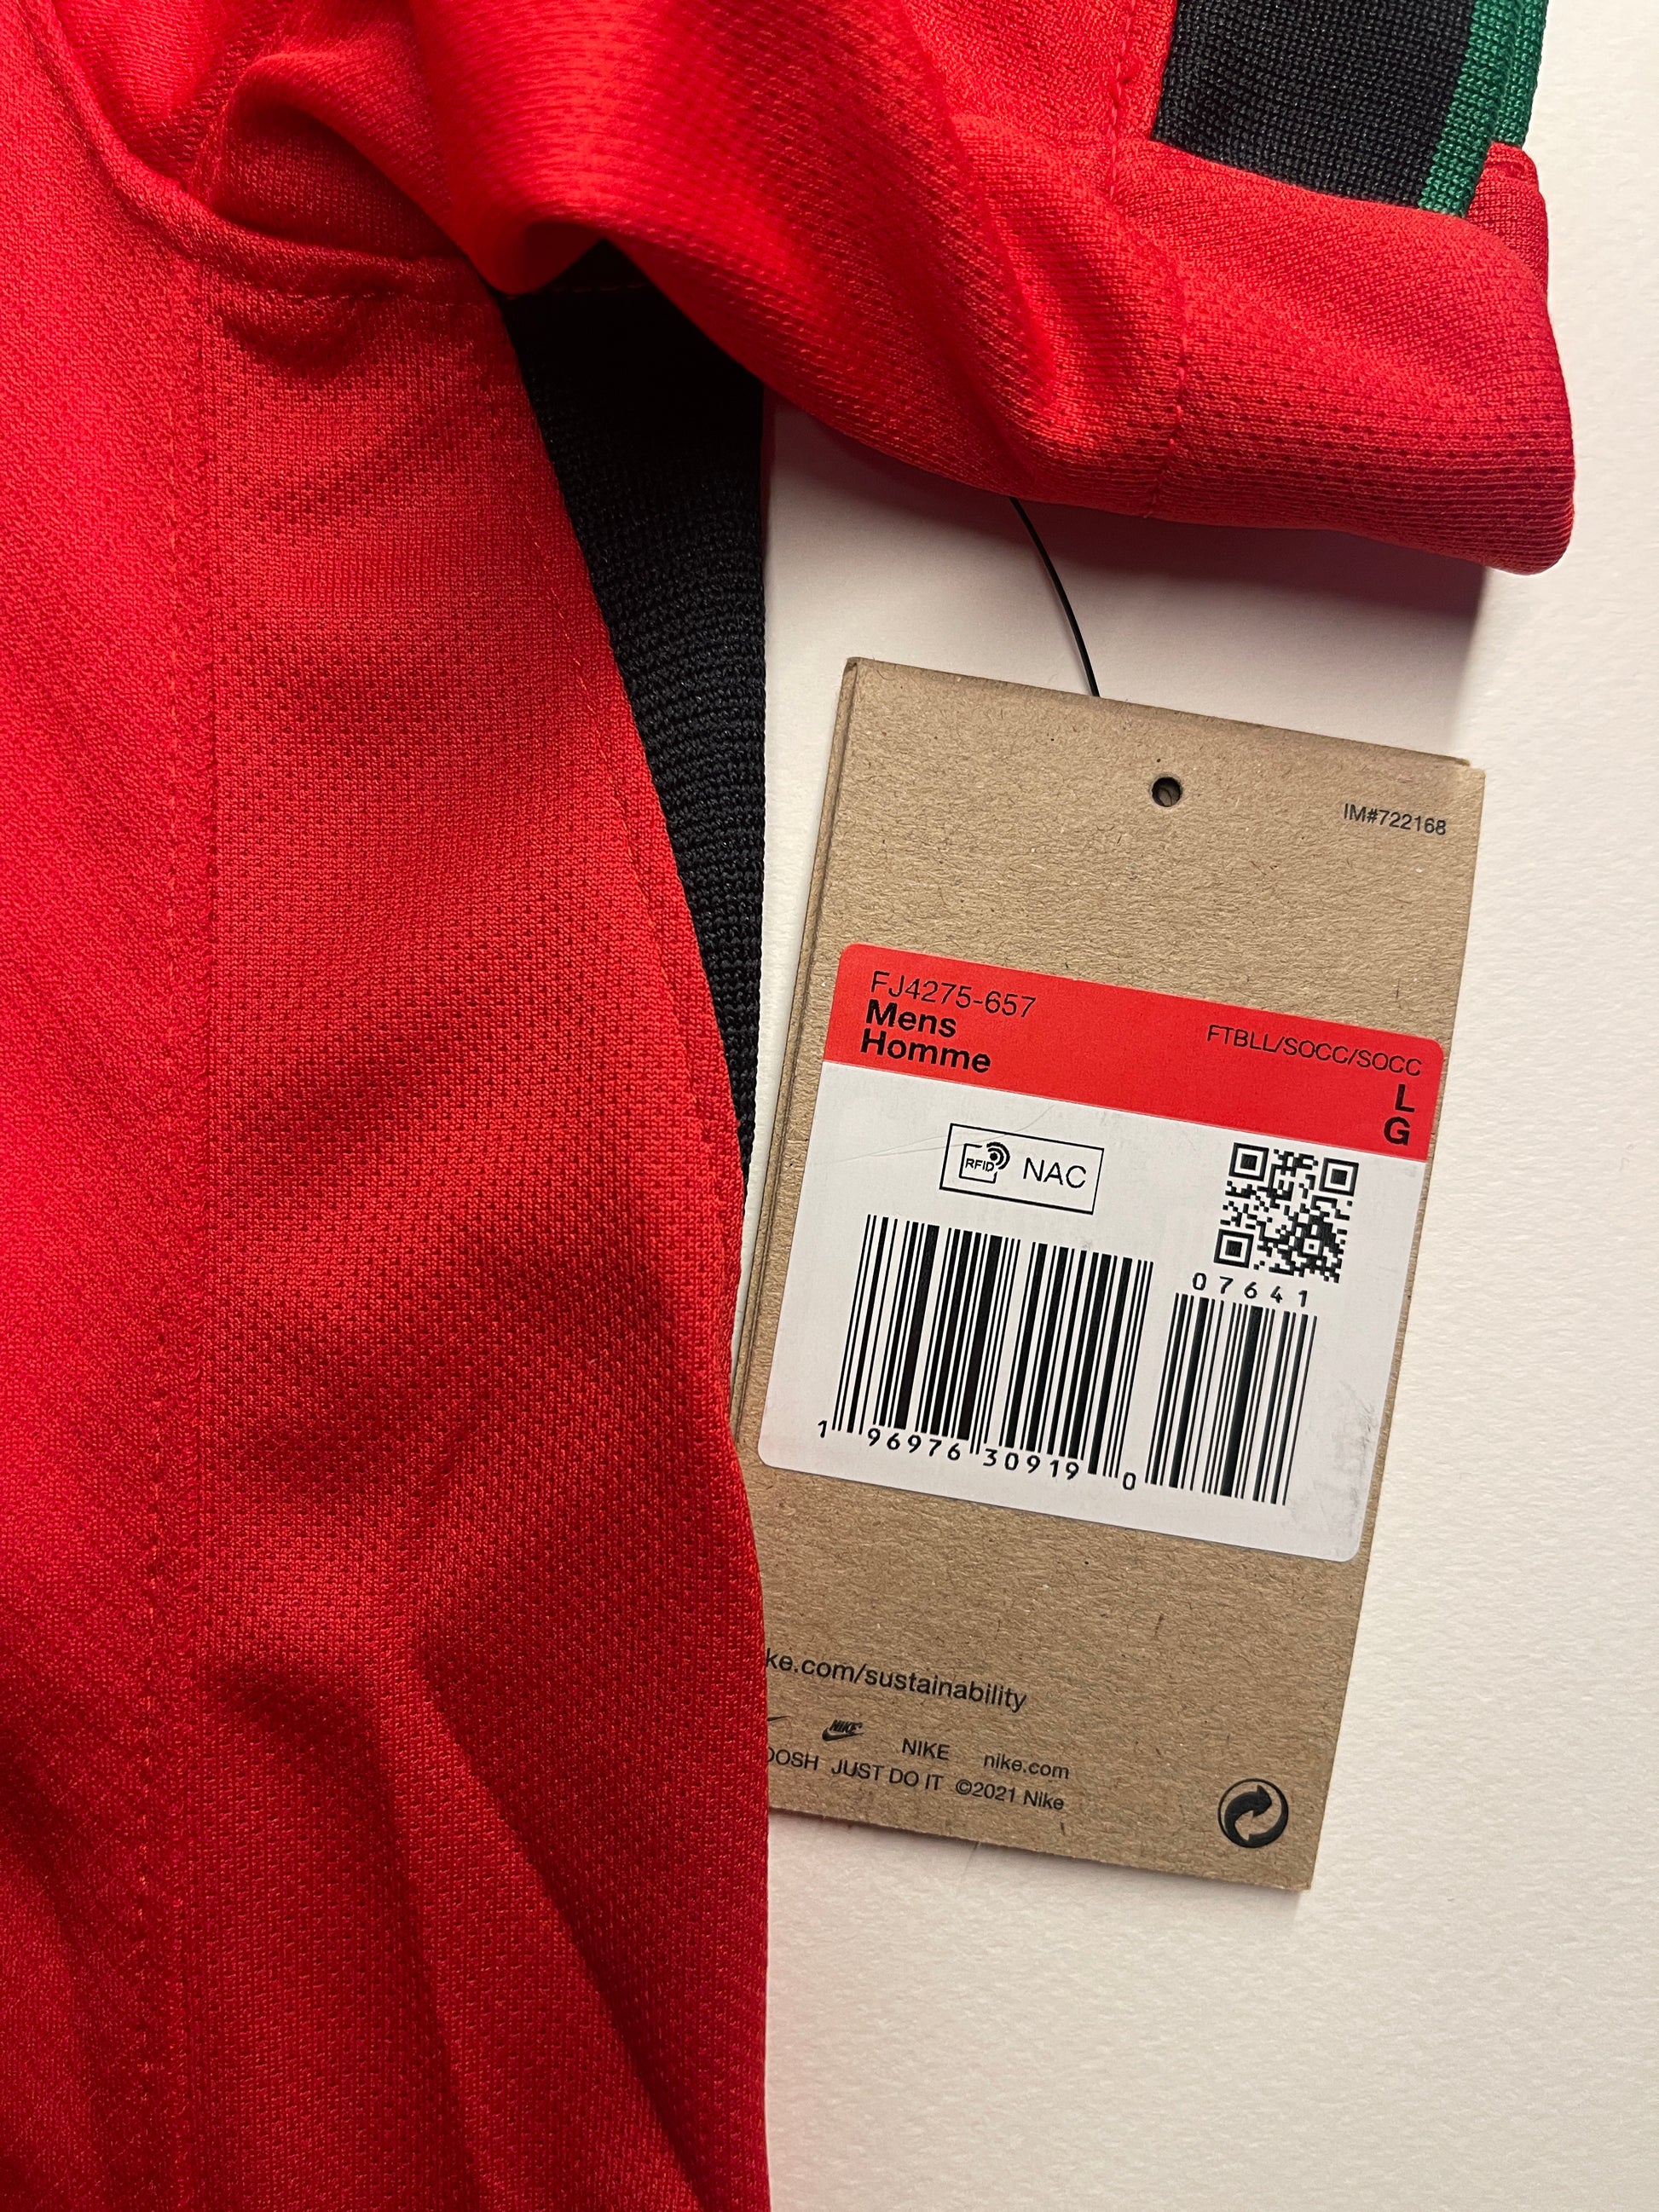 IM#722168
FJ4275-657
Mens
Homme
FTBLL/SOCC/SOCC
L
G
RFID NAC
07641
1 96976 30919 0
ke.com/sustainability
NIKE NIKE nike.com
OOSH JUST DO IT ©2021 Nike